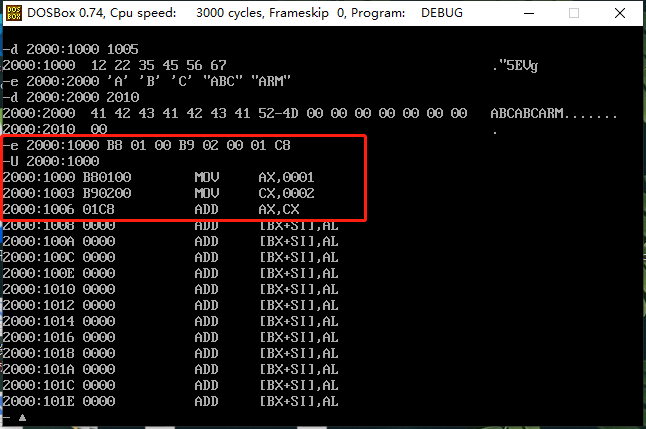 DOSBox 0.74, Cpu speed: 3000 cycles, Frameskip 0, Program: DEBUG
-d 2000:1000 1005
2000:1000 12 22 35 45 56 67 ."5EVg
-e 2000:2000 'A' 'B' 'C' "ABC" "ARM"
-d 2000:2000 2010
2000:2000 41 42 43 41 42 43 41 52-4D 00 00 00 00 00 00 00 ABCABCARM.......
2000:2010 00 .
-e 2000:1000 B8 01 00 B9 02 00 01 C8
-U 2000:1000
2000:1000 B80100 MOV AX,0001
2000:1003 B90200 MOV CX,0002
2000:1006 01C8 ADD AX,CX
2000:1008 0000 ADD [BX+SI],AL
2000:100A 0000 ADD [BX+SI],AL
2000:100C 0000 ADD [BX+SI],AL
2000:100E 0000 ADD [BX+SI],AL
2000:1010 0000 ADD [BX+SI],AL
2000:1012 0000 ADD [BX+SI],AL
2000:1014 0000 ADD [BX+SI],AL
2000:1016 0000 ADD [BX+SI],AL
2000:1018 0000 ADD [BX+SI],AL
2000:101A 0000 ADD [BX+SI],AL
2000:101C 0000 ADD [BX+SI],AL
2000:101E 0000 ADD [BX+SI],AL
-